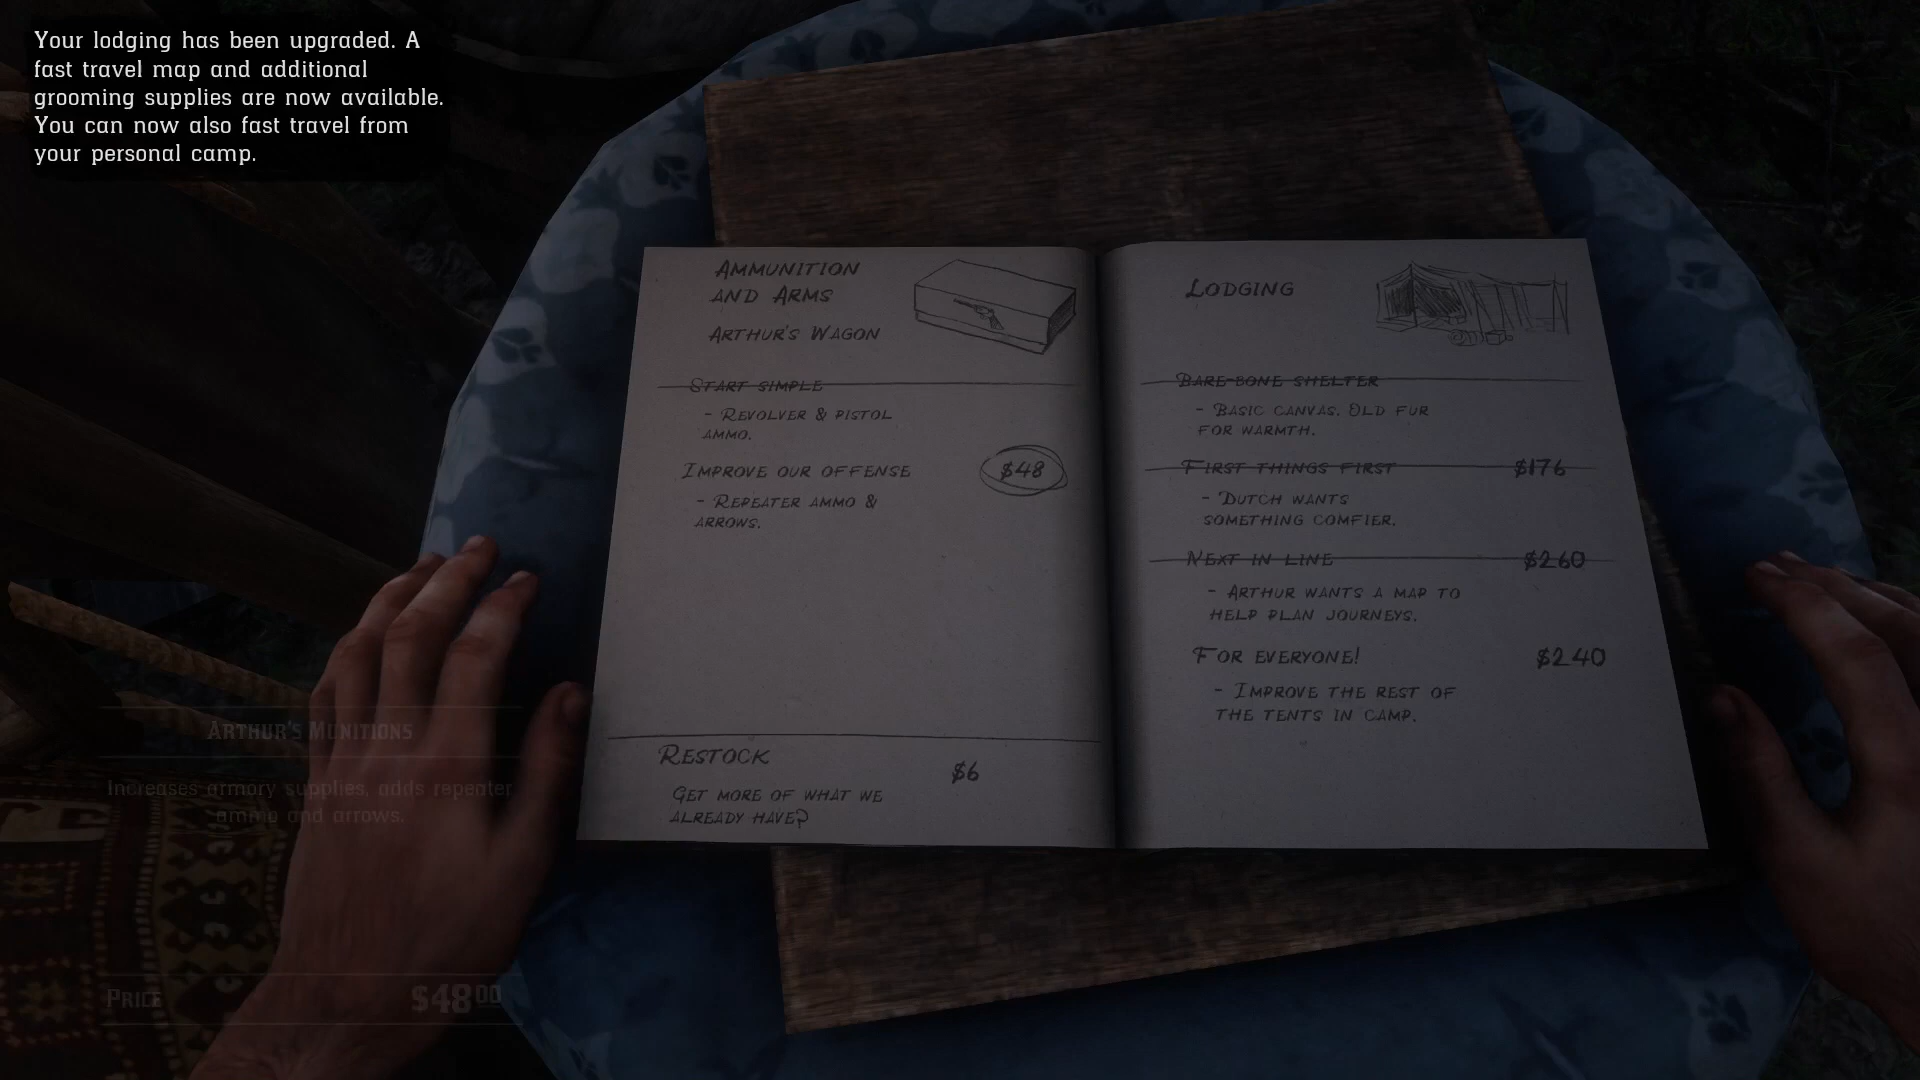 Your lodging has been upgraded. A
fast travel map and additional
grooming supplies are now available.
You can now also fast travel from
your personal camp.
AMMUNITION
AND ARMS
ARTHUR'S WAGON
START SIMPLE
- REVOLVER & PISTOL
AMMO.
IMPROVE OUR OFFENSE $48
- REPEATER AMMO &
ARROWS.
RESTOCK $6
GET MORE OF WHAT WE
ALREADY HAVE?
LODGING
BARE-BONE SHELTER
- BASIC CANVAS. OLD FUR
FOR WARMTH.
FIRST THINGS FIRST $176
- DUTCH WANTS
SOMETHING COMFIER.
NEXT IN LINE $260
- ARTHUR WANTS A MAP TO
HELP PLAN JOURNEYS.
FOR EVERYONE! $240
- IMPROVE THE REST OF
THE TENTS IN CAMP.
ARTHUR'S MUNITIONS
Increases armory supplies, adds repeater
ammo and arrows.
PRICE $48 00